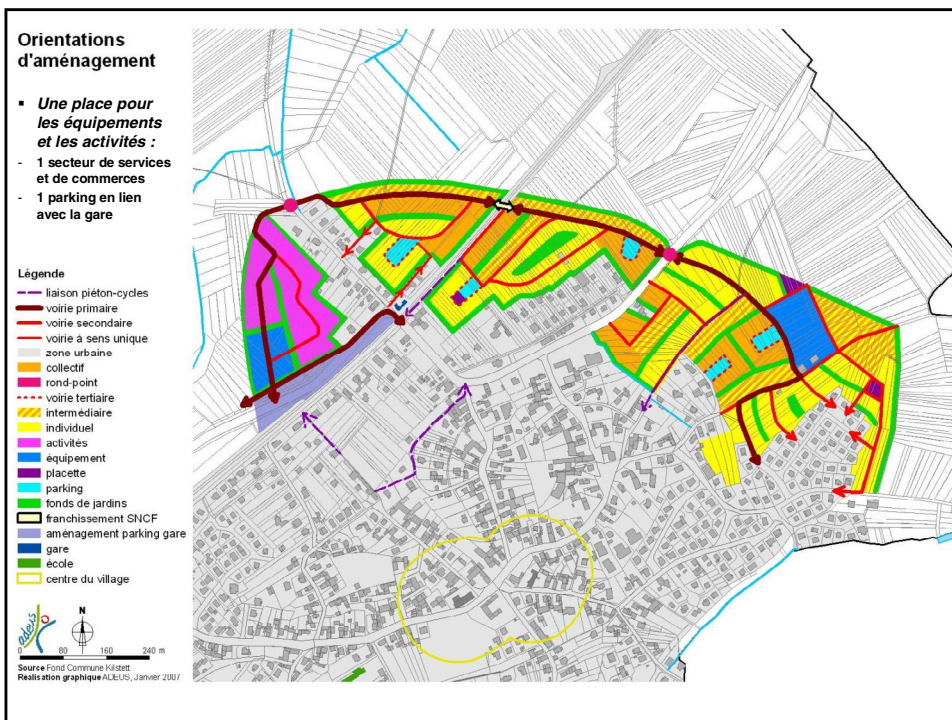 Orientations
d'aménagement
▪ Une place pour
les équipements
et les activités :
- 1 secteur de services
et de commerces
- 1 parking en lien
avec la gare
Légende
liaison piéton-cycles
voirie primaire
voirie secondaire
voirie à sens unique
zone urbaine
collectif
rond-point
voirie tertiaire
intermédiaire
individuel
activités
équipement
placette
parking
fonds de jardins
franchissement SNCF
aménagement parking gare
gare
école
centre du village
adeus
N
0 80 160 240 m
Source Fond Commune Kilstett
Réalisation graphique ADEUS, Janvier 2007